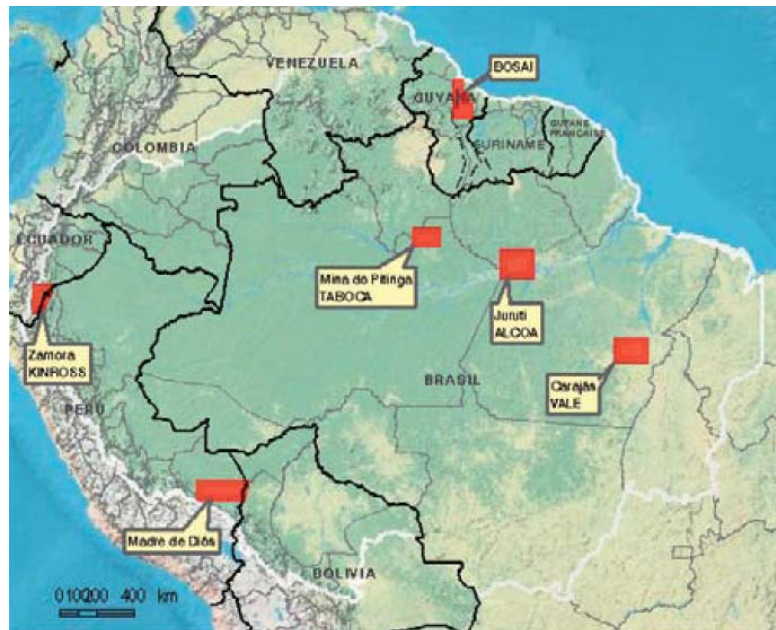 VENEZUELA
BOSAI
GUYANA
SURINAME
GUYANE
FRANCAISE
COLOMBIA
ECUADOR
Mina do Pitinga
TABOCA
Juruti
ALCOA
Zamora
KINROSS
BRASIL
Carajás
VALE
PERU
Madre de Diós
BOLIVIA
0 100 200 400 km